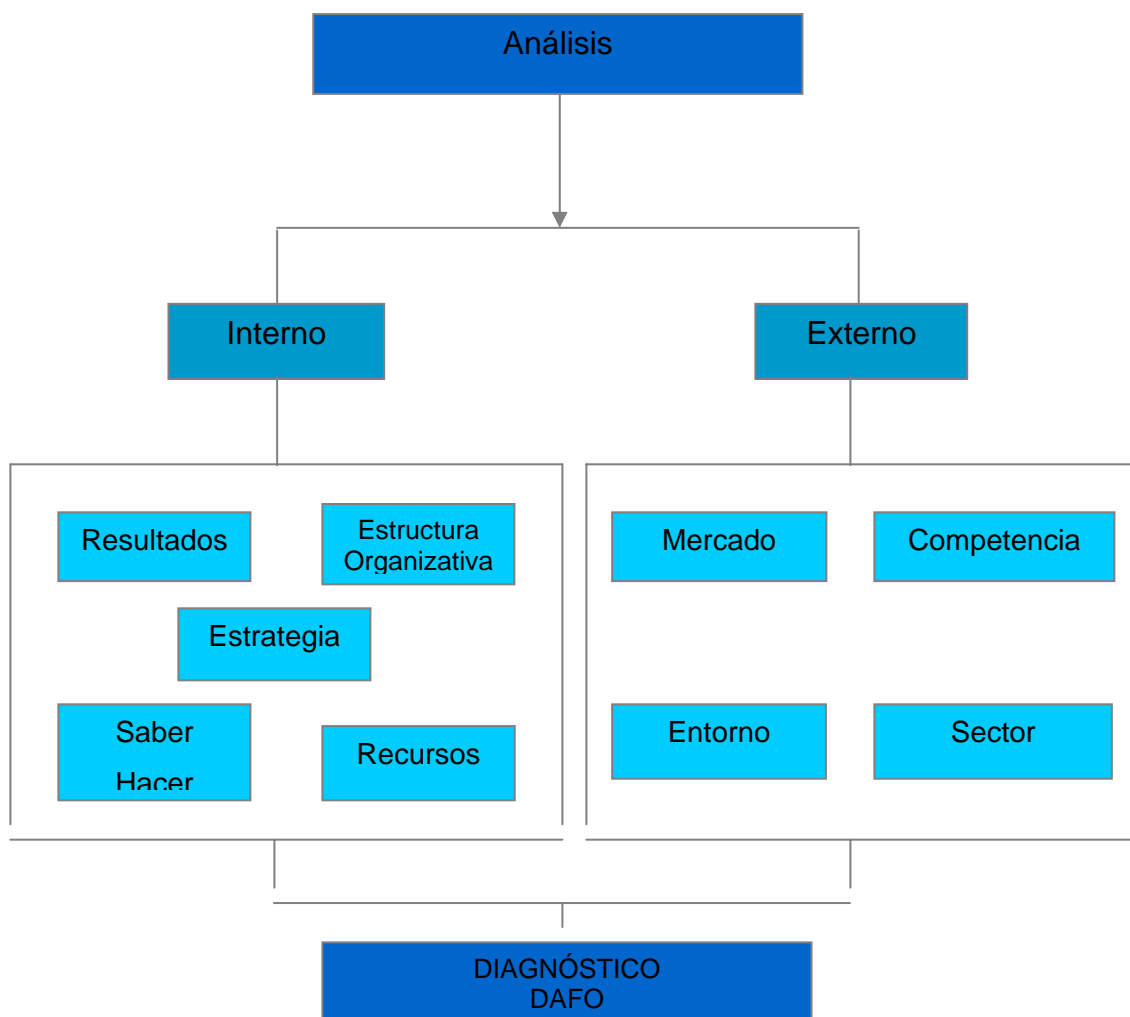 Análisis
Interno
Externo
Resultados
Estructura
Organizativa
Estrategia
Saber
Hacer
Recursos
Mercado
Competencia
Entorno
Sector
DIAGNÓSTICO
DAFO